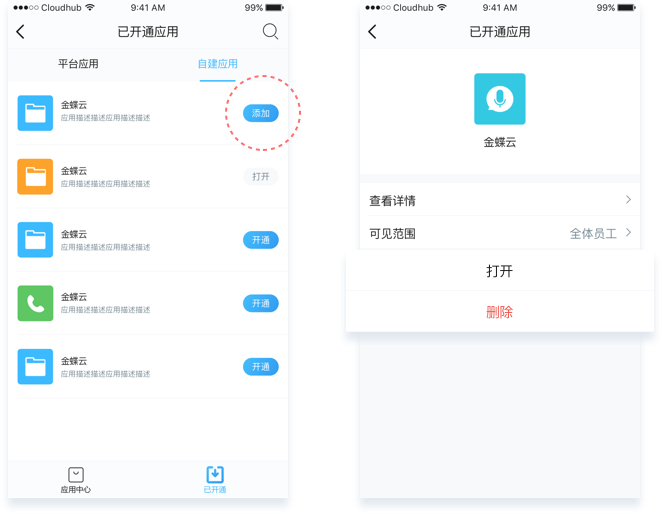 Cloudhub 9:41 AM 99%
已开通应用
平台应用 自建应用
金蝶云
应用描述描述应用描述描述
添加
金蝶云
应用描述描述应用描述描述
打开
金蝶云
应用描述描述应用描述描述
开通
金蝶云
应用描述描述应用描述描述
开通
金蝶云
应用描述描述应用描述描述
开通
应用中心 已开通
Cloudhub 9:41 AM 99%
已开通应用
金蝶云
查看详情
可见范围 全体员工
打开
删除